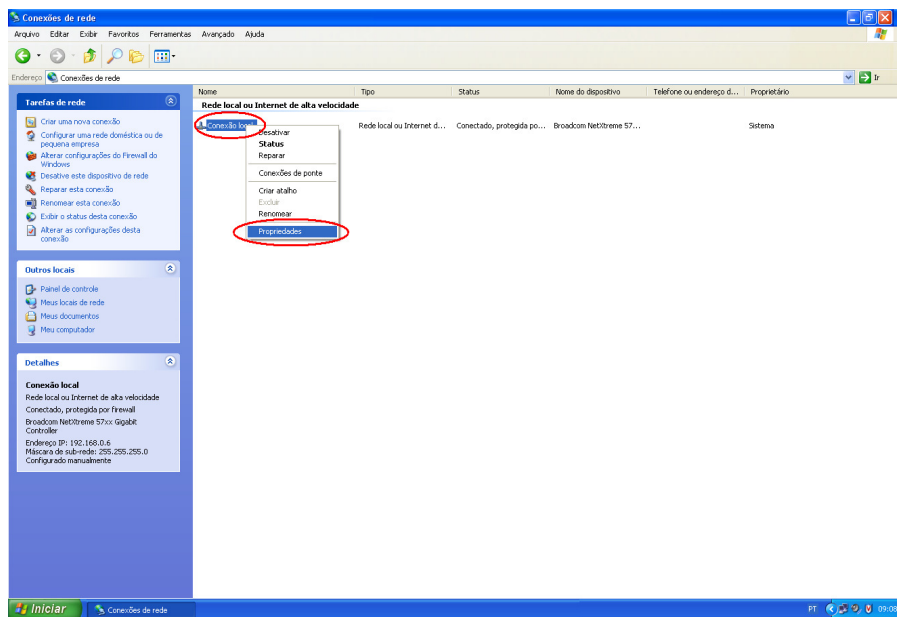 Conexões de rede
Arquivo Editar Exibir Favoritos Ferramentas Avançado Ajuda
Endereço Conexões de rede Ir
Nome Tipo Status Nome do dispositivo Telefone ou endereço d... Proprietário
Rede local ou Internet de alta velocidade
Conexão local Rede local ou Internet d... Conectado, protegida po... Broadcom NetXtreme 57... Sistema
Desativar
Status
Reparar
Conexões de ponte
Criar atalho
Excluir
Renomear
Propriedades
Tarefas de rede
Criar uma nova conexão
Configurar uma rede doméstica ou de
pequena empresa
Alterar configurações do Firewall do
Windows
Desative este dispositivo de rede
Reparar esta conexão
Renomear esta conexão
Exibir o status desta conexão
Alterar as configurações desta
conexão
Outros locais
Painel de controle
Meus locais de rede
Meus documentos
Meu computador
Detalhes
Conexão local
Rede local ou Internet de alta velocidade
Conectado, protegida por firewall
Broadcom NetXtreme 57xx Gigabit
Controller
Endereço IP: 192.168.0.6
Máscara de sub-rede: 255.255.255.0
Configurado manualmente
Iniciar Conexões de rede PT 09:08